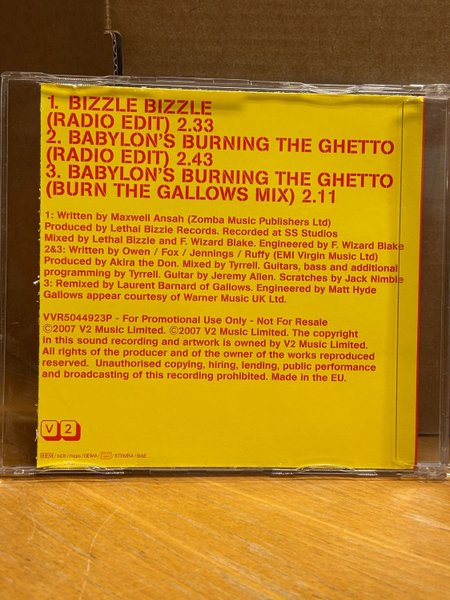 1. BIZZLE BIZZLE
(RADIO EDIT) 2.33
2. BABYLON'S BURNING THE GHETTO
(RADIO EDIT) 2.43
3. BABYLON'S BURNING THE GHETTO
(BURN THE GALLOWS MIX) 2.11
1: Written by Maxwell Ansah (Zomba Music Publishers Ltd)
Produced by Lethal Bizzle Records. Recorded at SS Studios
Mixed by Lethal Bizzle and F. Wizard Blake. Engineered by F. Wizard Blake
2&3: Written by Owen / Fox / Jennings / Ruffy (EMI Virgin Music Ltd)
Produced by Akira the Don. Mixed by Tyrrell. Guitars, bass and additional
programming by Tyrrell. Guitar by Jeremy Allen. Scratches by Jack Nimble
3: Remixed by Laurent Barnard of Gallows. Engineered by Matt Hyde
Gallows appear courtesy of Warner Music UK Ltd.
VVR5044923P - For Promotional Use Only - Not For Resale
℗2007 V2 Music Limited. ©2007 V2 Music Limited. The copyright
in this sound recording and artwork is owned by V2 Music Limited.
All rights of the producer and of the owner of the works reproduced
reserved. Unauthorised copying, hiring, lending, public performance
and broadcasting of this recording prohibited. Made in the EU.
V 2
BIEM / ncb / mcps / GEMA / STEMRA / SIAE